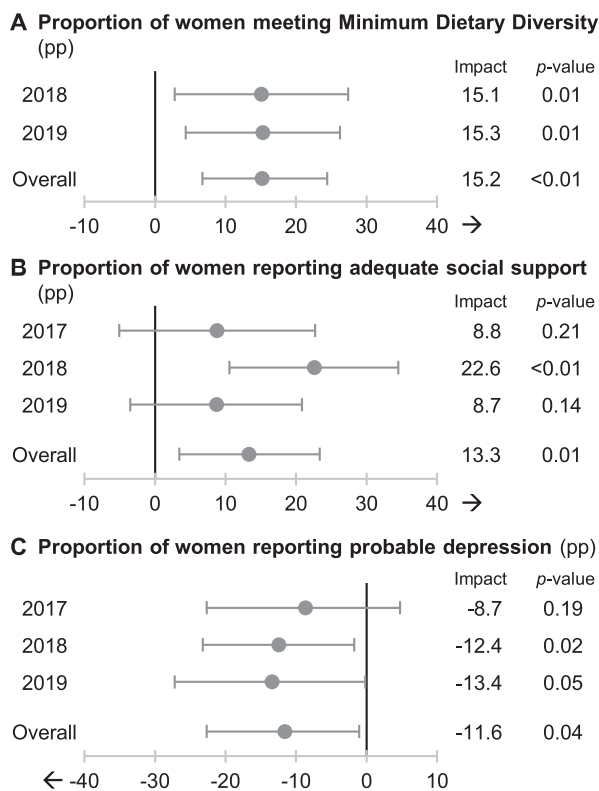 A Proportion of women meeting Minimum Dietary Diversity
(pp)
Impact p-value
2018 15.1 0.01
2019 15.3 0.01
Overall 15.2 <0.01
-10 0 10 20 30 40 →
B Proportion of women reporting adequate social support
(pp)
Impact p-value
2017 8.8 0.21
2018 22.6 <0.01
2019 8.7 0.14
Overall 13.3 0.01
-10 0 10 20 30 40 →
C Proportion of women reporting probable depression (pp)
Impact p-value
2017 -8.7 0.19
2018 -12.4 0.02
2019 -13.4 0.05
Overall -11.6 0.04
← -40 -30 -20 -10 0 10